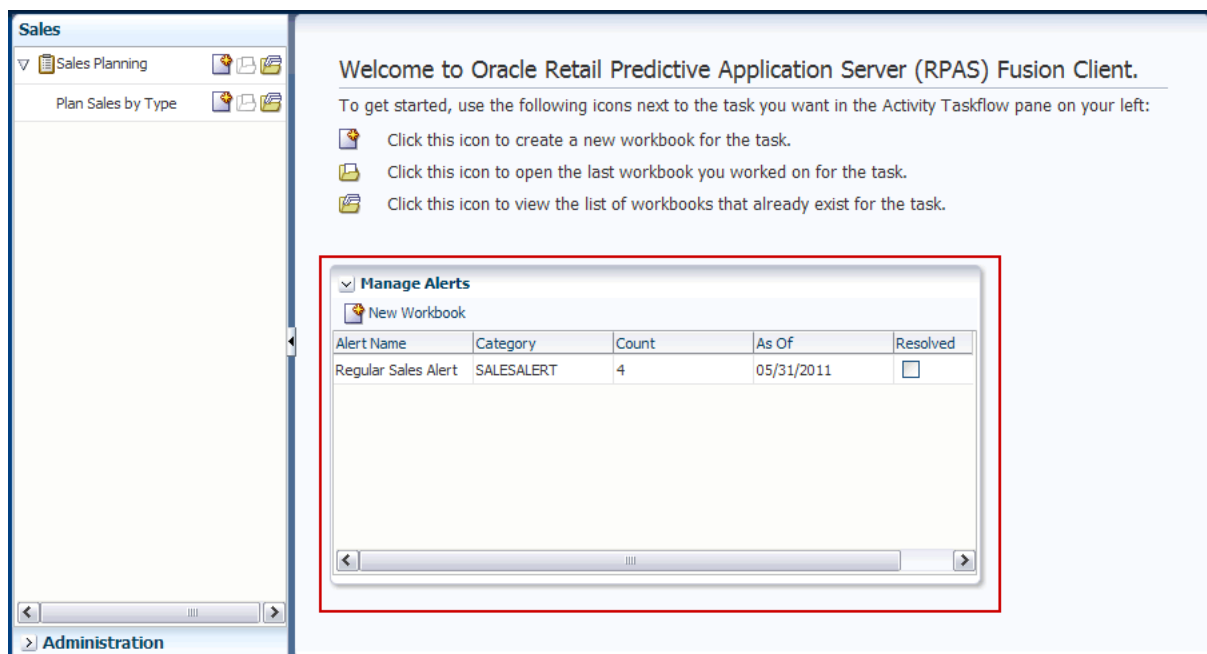 Sales
Sales Planning
Plan Sales by Type
Administration
Welcome to Oracle Retail Predictive Application Server (RPAS) Fusion Client.
To get started, use the following icons next to the task you want in the Activity Taskflow pane on your left:
Click this icon to create a new workbook for the task.
Click this icon to open the last workbook you worked on for the task.
Click this icon to view the list of workbooks that already exist for the task.
Manage Alerts
New Workbook
Alert Name Category Count As Of Resolved
Regular Sales Alert SALESALERT 4 05/31/2011